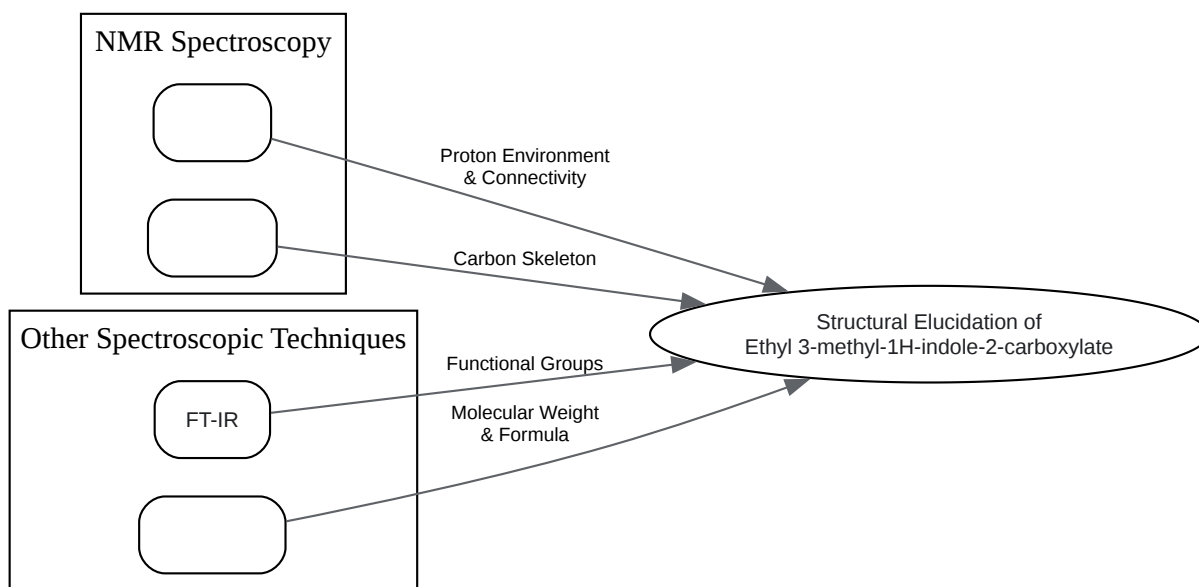 NMR Spectroscopy
Proton Environment
& Connectivity
Carbon Skeleton
Structural Elucidation of
Ethyl 3-methyl-1H-indole-2-carboxylate
Other Spectroscopic Techniques
Functional Groups
FT-IR
Molecular Weight
& Formula